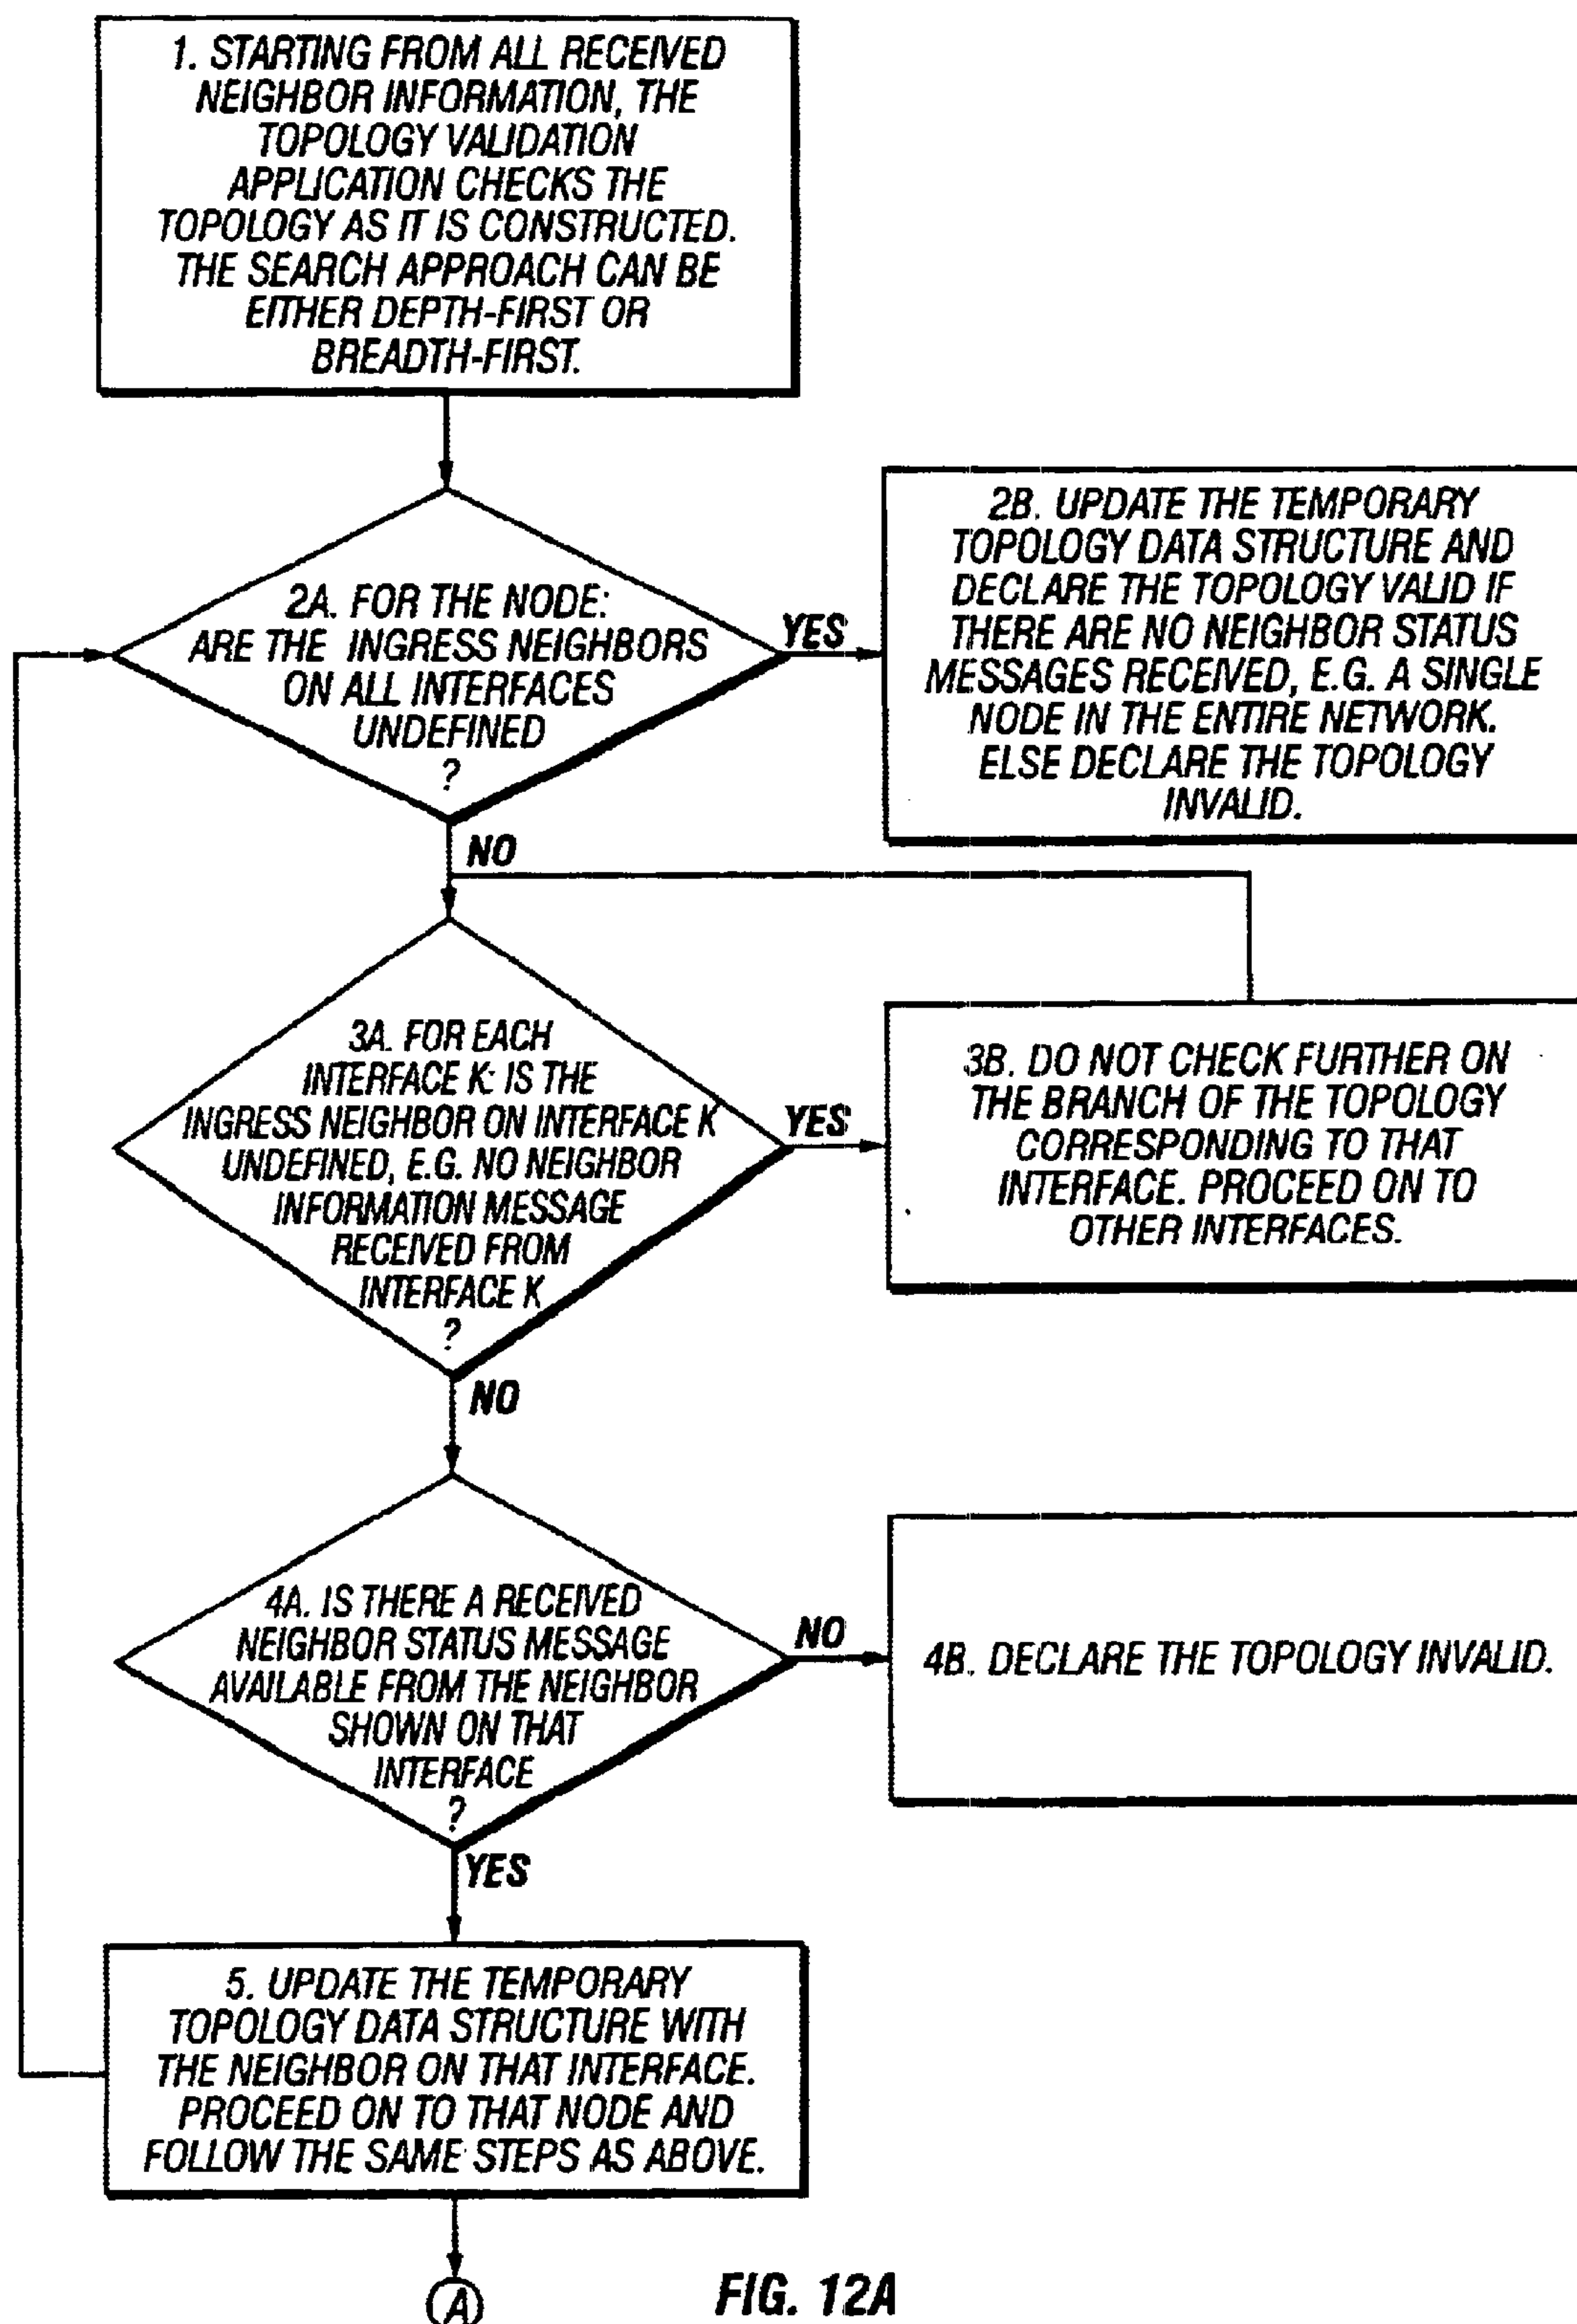 1. STARTING FROM ALL RECEIVED
NEIGHBOR INFORMATION, THE
TOPOLOGY VALIDATION
APPLICATION CHECKS THE
TOPOLOGY AS IT IS CONSTRUCTED.
THE SEARCH APPROACH CAN BE
EITHER DEPTH-FIRST OR
BREADTH-FIRST.
2A. FOR THE NODE:
ARE THE INGRESS NEIGHBORS
ON ALL INTERFACES
UNDEFINED
?
YES
2B. UPDATE THE TEMPORARY
TOPOLOGY DATA STRUCTURE AND
DECLARE THE TOPOLOGY VALID IF
THERE ARE NO NEIGHBOR STATUS
MESSAGES RECEIVED, E.G. A SINGLE
NODE IN THE ENTIRE NETWORK.
ELSE DECLARE THE TOPOLOGY
INVALID.
NO
3A. FOR EACH
INTERFACE K: IS THE
INGRESS NEIGHBOR ON INTERFACE K
UNDEFINED, E.G. NO NEIGHBOR
INFORMATION MESSAGE
RECEIVED FROM
INTERFACE K
?
YES
3B. DO NOT CHECK FURTHER ON
THE BRANCH OF THE TOPOLOGY
CORRESPONDING TO THAT
INTERFACE. PROCEED ON TO
OTHER INTERFACES.
NO
4A. IS THERE A RECEIVED
NEIGHBOR STATUS MESSAGE
AVAILABLE FROM THE NEIGHBOR
SHOWN ON THAT
INTERFACE
?
NO
4B. DECLARE THE TOPOLOGY INVALID.
YES
5. UPDATE THE TEMPORARY
TOPOLOGY DATA STRUCTURE WITH
THE NEIGHBOR ON THAT INTERFACE.
PROCEED ON TO THAT NODE AND
FOLLOW THE SAME STEPS AS ABOVE.
A
FIG. 12A